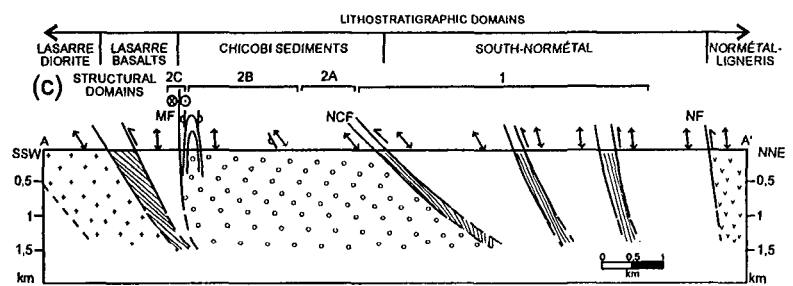 LITHOSTRATIGRAPHIC DOMAINS
LASARRE DIORITE
LASARRE BASALTS
CHICOBI SEDIMENTS
SOUTH-NORMÉTAL
NORMÉTAL-LIGNERIS
(c)
STRUCTURAL DOMAINS
2C
2B
2A
1
MF
NCF
NF
A
A'
SSW
NNE
0,5
0,5
1
1
1,5
1,5
km
km
0 0.5 1
km